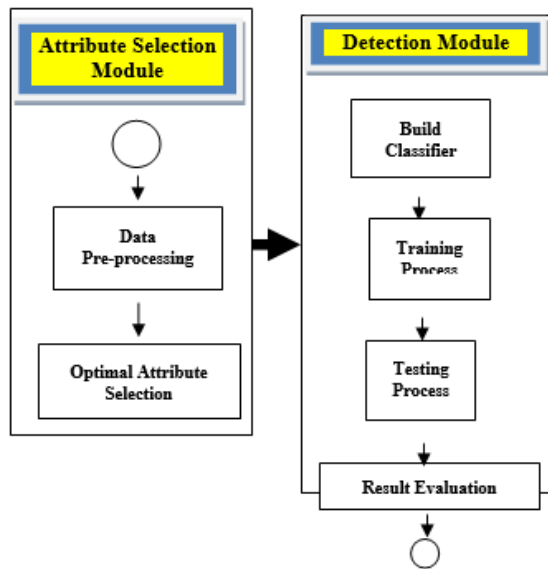 Attribute Selection
Module
Data
Pre-processing
Optimal Attribute
Selection
Detection Module
Build
Classifier
Training
Process
Testing
Process
Result Evaluation